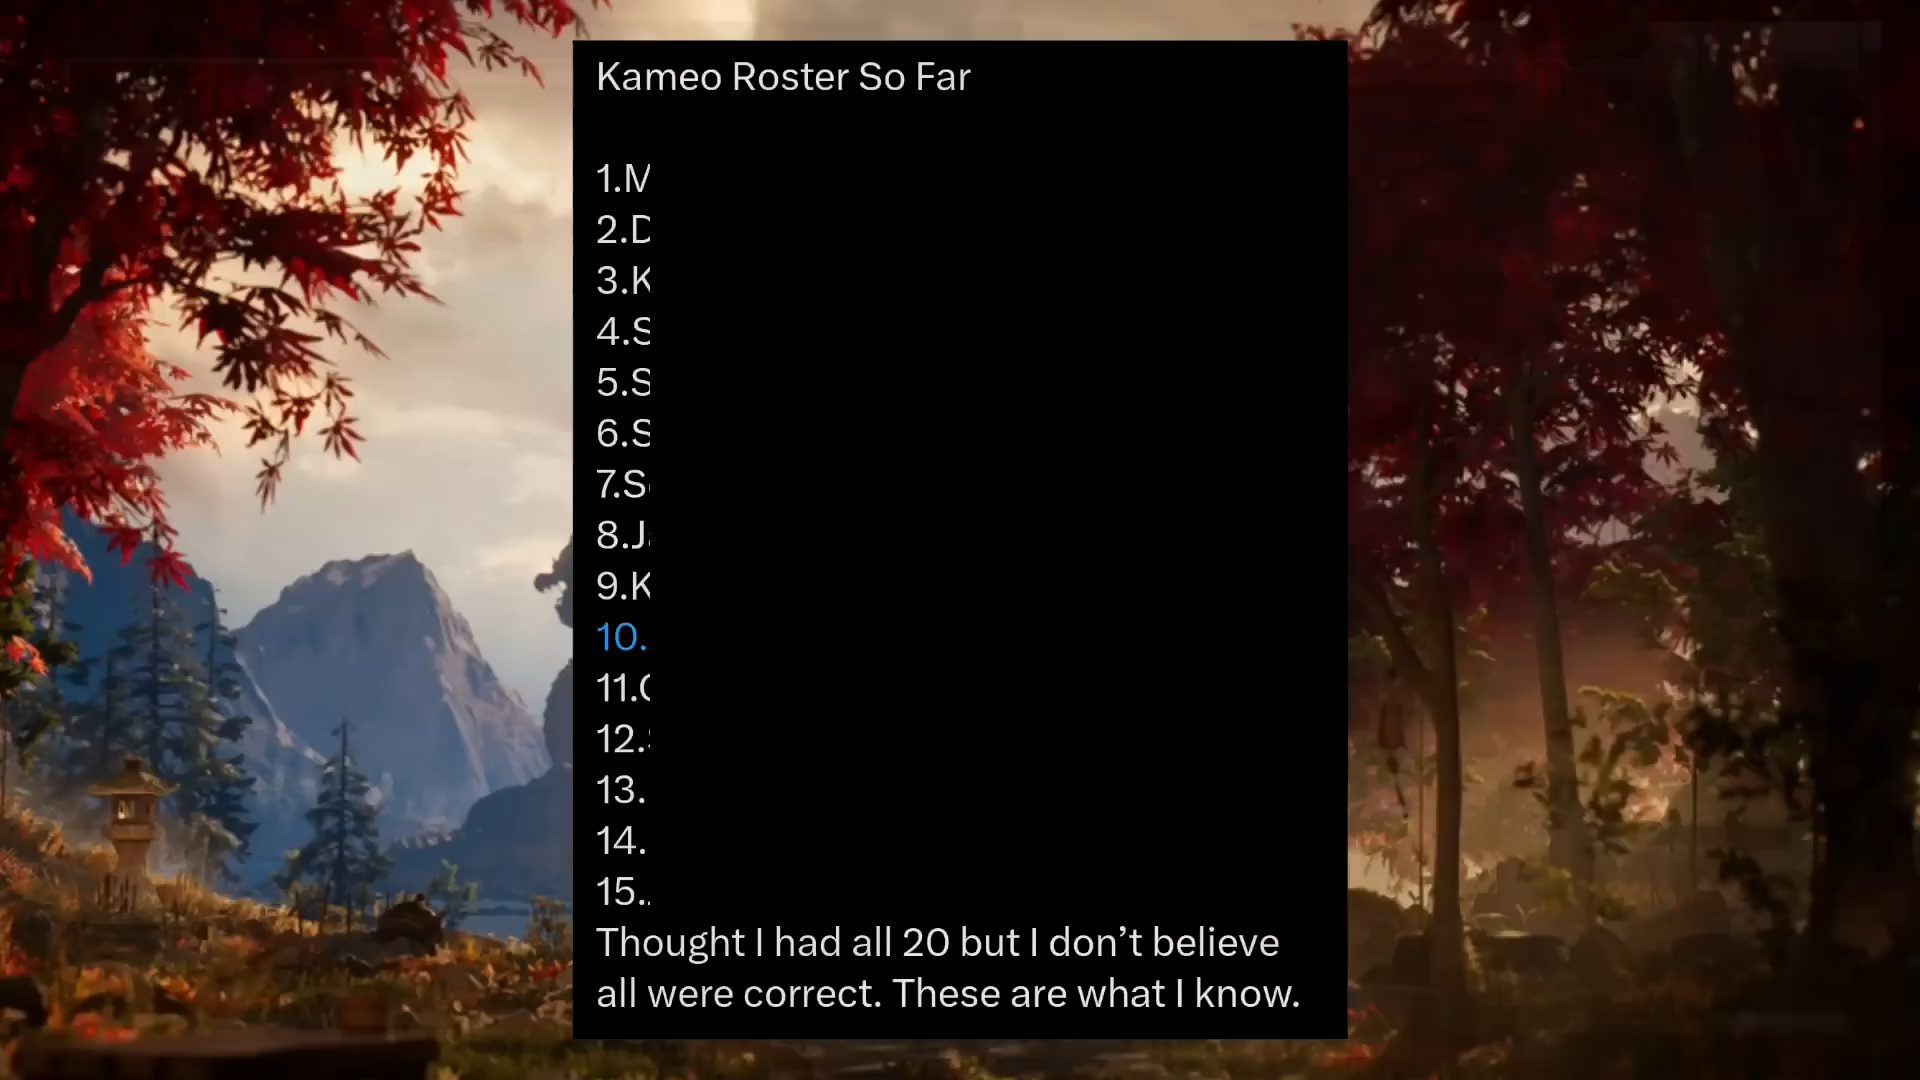 Kameo Roster So Far
1.M
2.D
3.K
4.S
5.S
6.S
7.S
8.J
9.K
10.
11.
12.
13.
14.
15.
Thought I had all 20 but I don’t believe
all were correct. These are what I know.